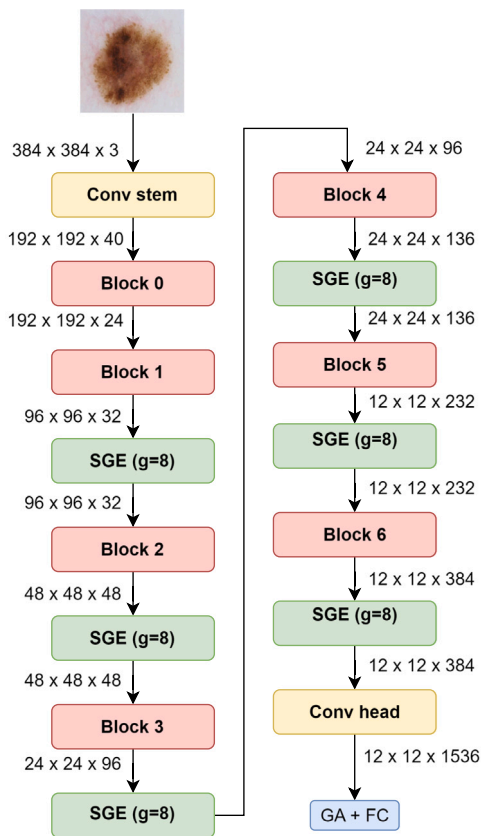 384 x 384 x 3
Conv stem
192 x 192 x 40
Block 0
192 x 192 x 24
Block 1
96 x 96 x 32
SGE (g=8)
96 x 96 x 32
Block 2
48 x 48 x 48
SGE (g=8)
48 x 48 x 48
Block 3
24 x 24 x 96
SGE (g=8)
24 x 24 x 96
Block 4
24 x 24 x 136
SGE (g=8)
24 x 24 x 136
Block 5
12 x 12 x 232
SGE (g=8)
12 x 12 x 232
Block 6
12 x 12 x 384
SGE (g=8)
12 x 12 x 384
Conv head
12 x 12 x 1536
GA + FC